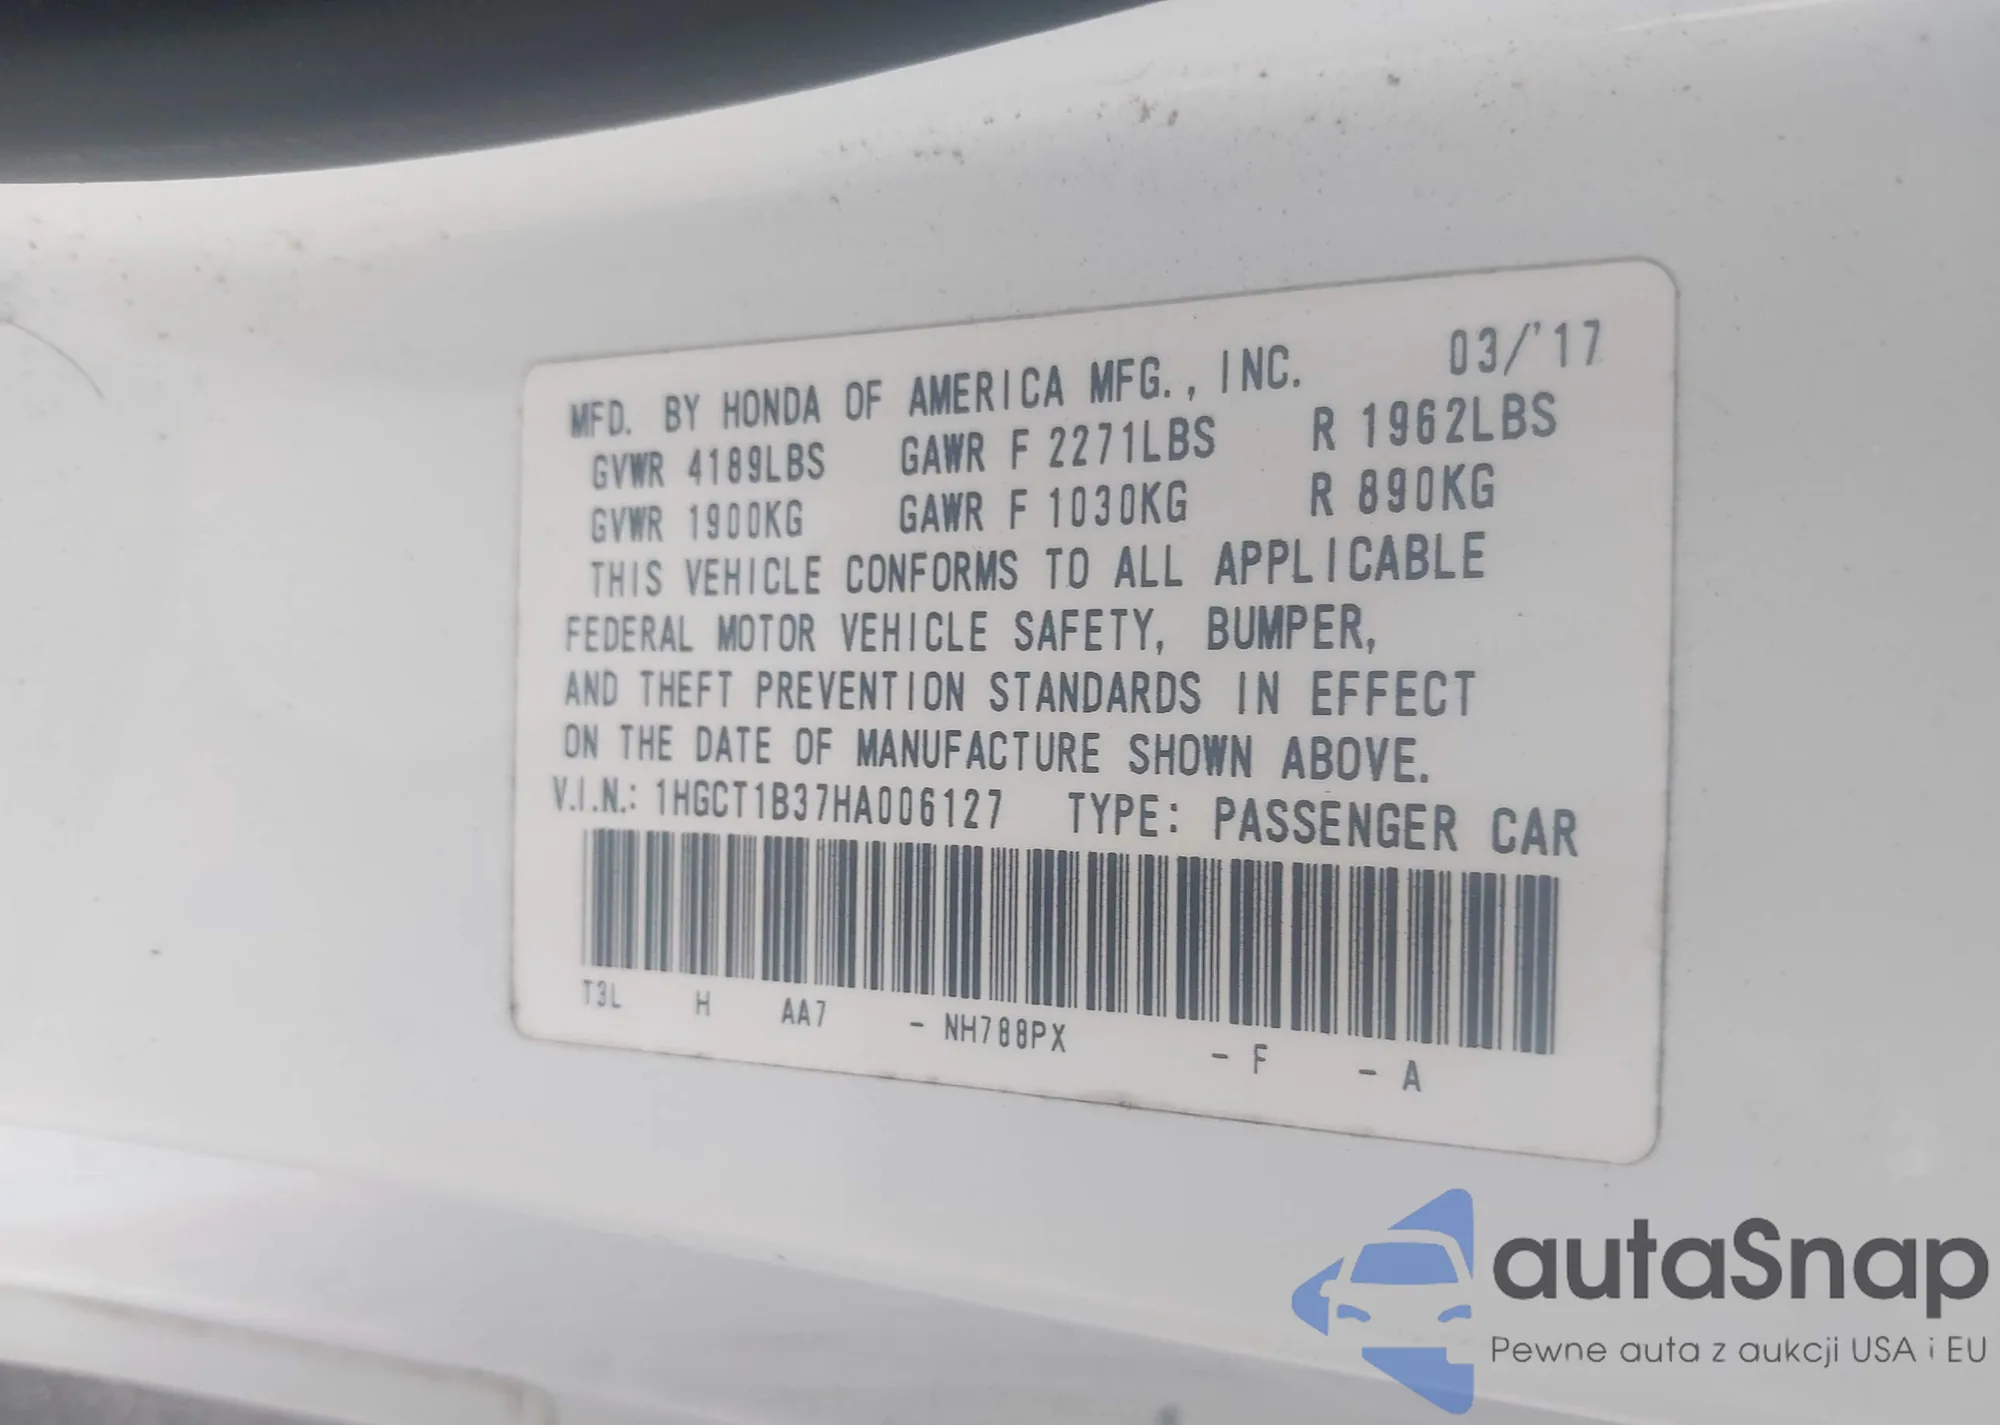 MFD. BY HONDA OF AMERICA MFG., INC. 03/'17
GVWR 4189LBS GAWR F 2271LBS R 1962LBS
GVWR 1900KG GAWR F 1030KG R 890KG
THIS VEHICLE CONFORMS TO ALL APPLICABLE
FEDERAL MOTOR VEHICLE SAFETY, BUMPER,
AND THEFT PREVENTION STANDARDS IN EFFECT
ON THE DATE OF MANUFACTURE SHOWN ABOVE.
V.I.N.: 1HGCT1B37HA006127 TYPE: PASSENGER CAR
T3L H AA7 - NH788PX - F - A
autaSnap
Pewne auta z aukcji USA i EU